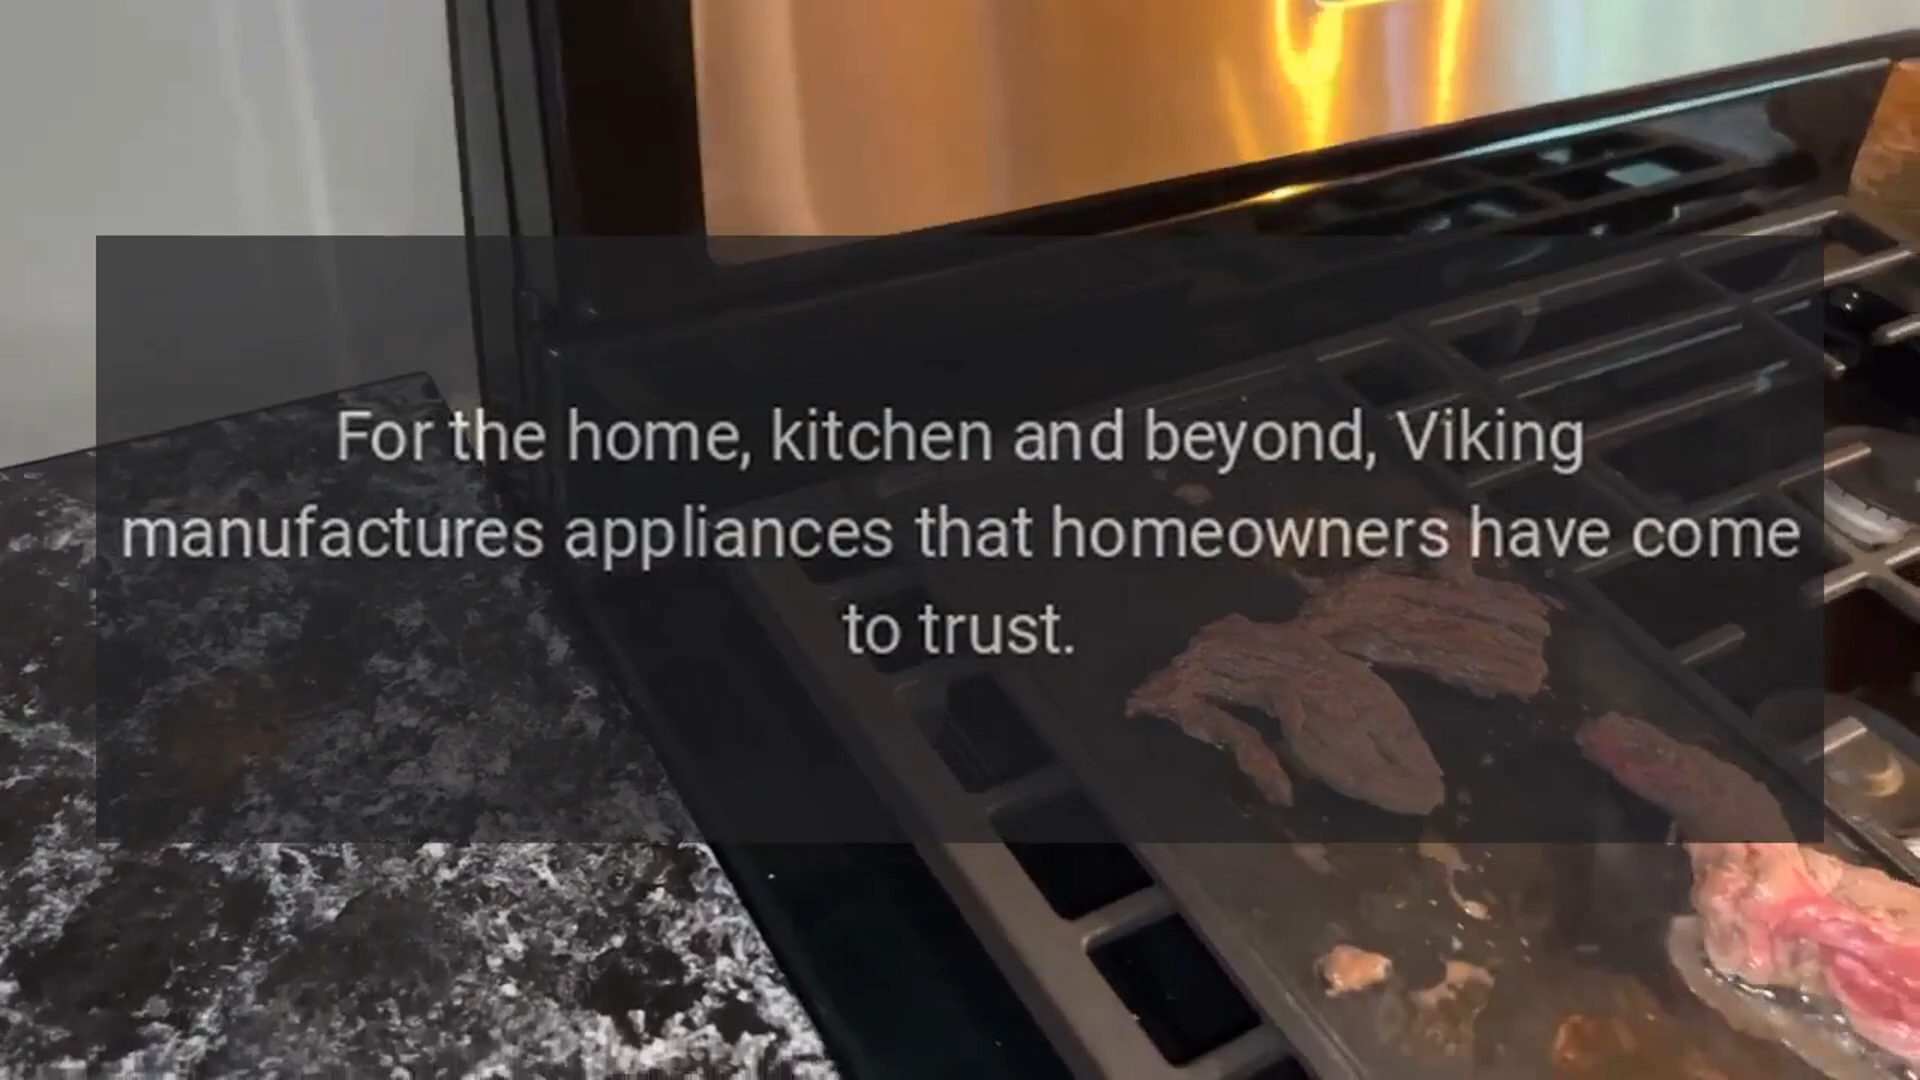 For the home, kitchen and beyond, Viking
manufactures appliances that homeowners have come
to trust.